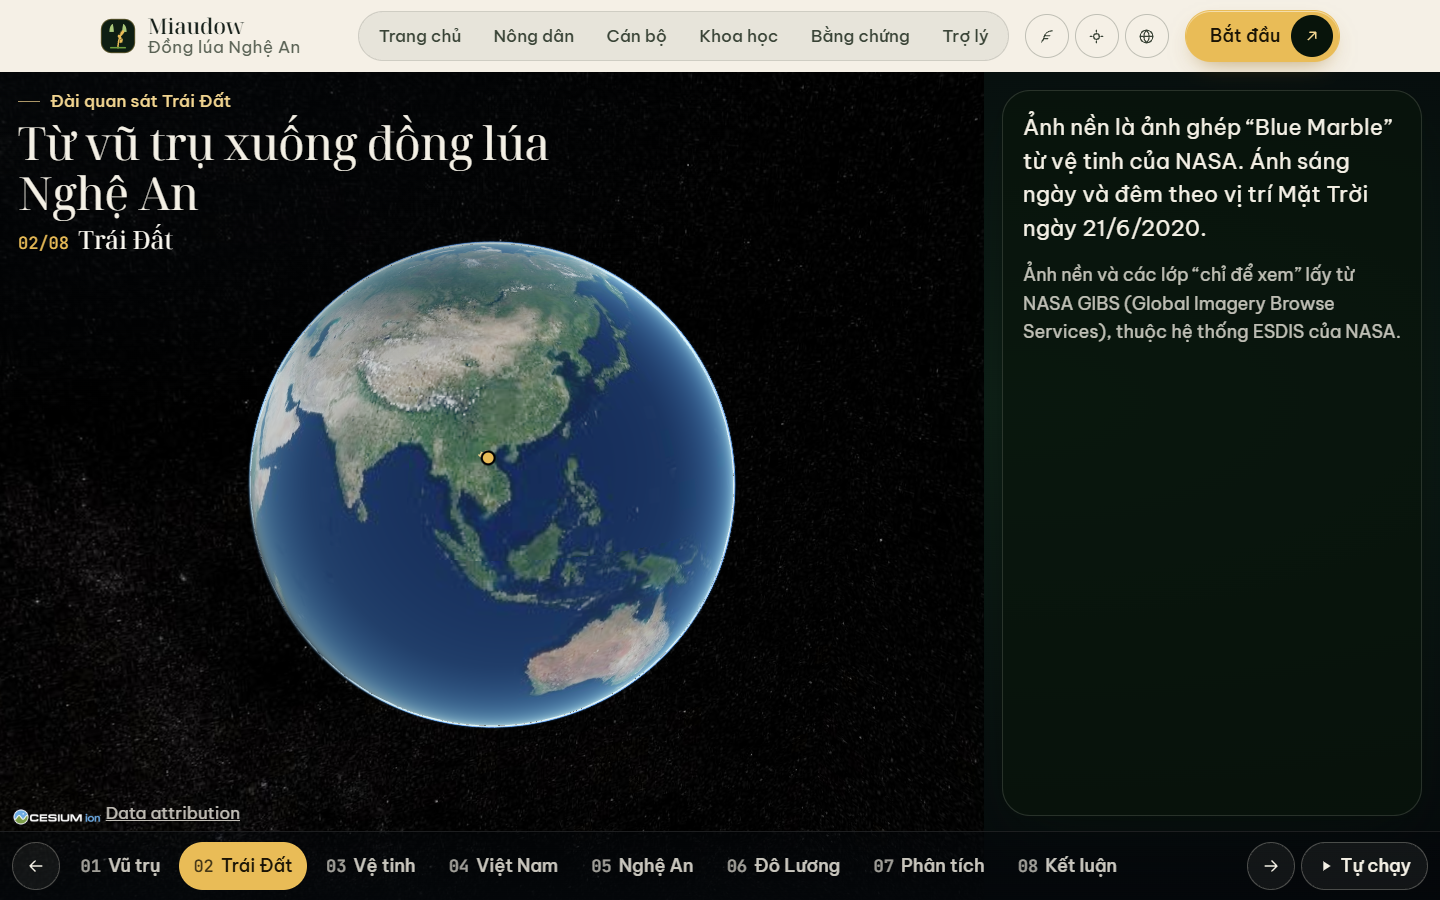 Miaudow
Đồng lúa Nghệ An
Trang chủ
Nông dân
Cán bộ
Khoa học
Bằng chứng
Trợ lý
Bắt đầu
Đài quan sát Trái Đất
Từ vũ trụ xuống đồng lúa
Nghệ An
02/08 Trái Đất
Ảnh nền là ảnh ghép “Blue Marble”
từ vệ tinh của NASA. Ánh sáng
ngày và đêm theo vị trí Mặt Trời
ngày 21/6/2020.
Ảnh nền và các lớp “chỉ để xem” lấy từ
NASA GIBS (Global Imagery Browse
Services), thuộc hệ thống ESDIS của NASA.
CESIUM ion Data attribution
01 Vũ trụ
02 Trái Đất
03 Vệ tinh
04 Việt Nam
05 Nghệ An
06 Đô Lương
07 Phân tích
08 Kết luận
Tự chạy